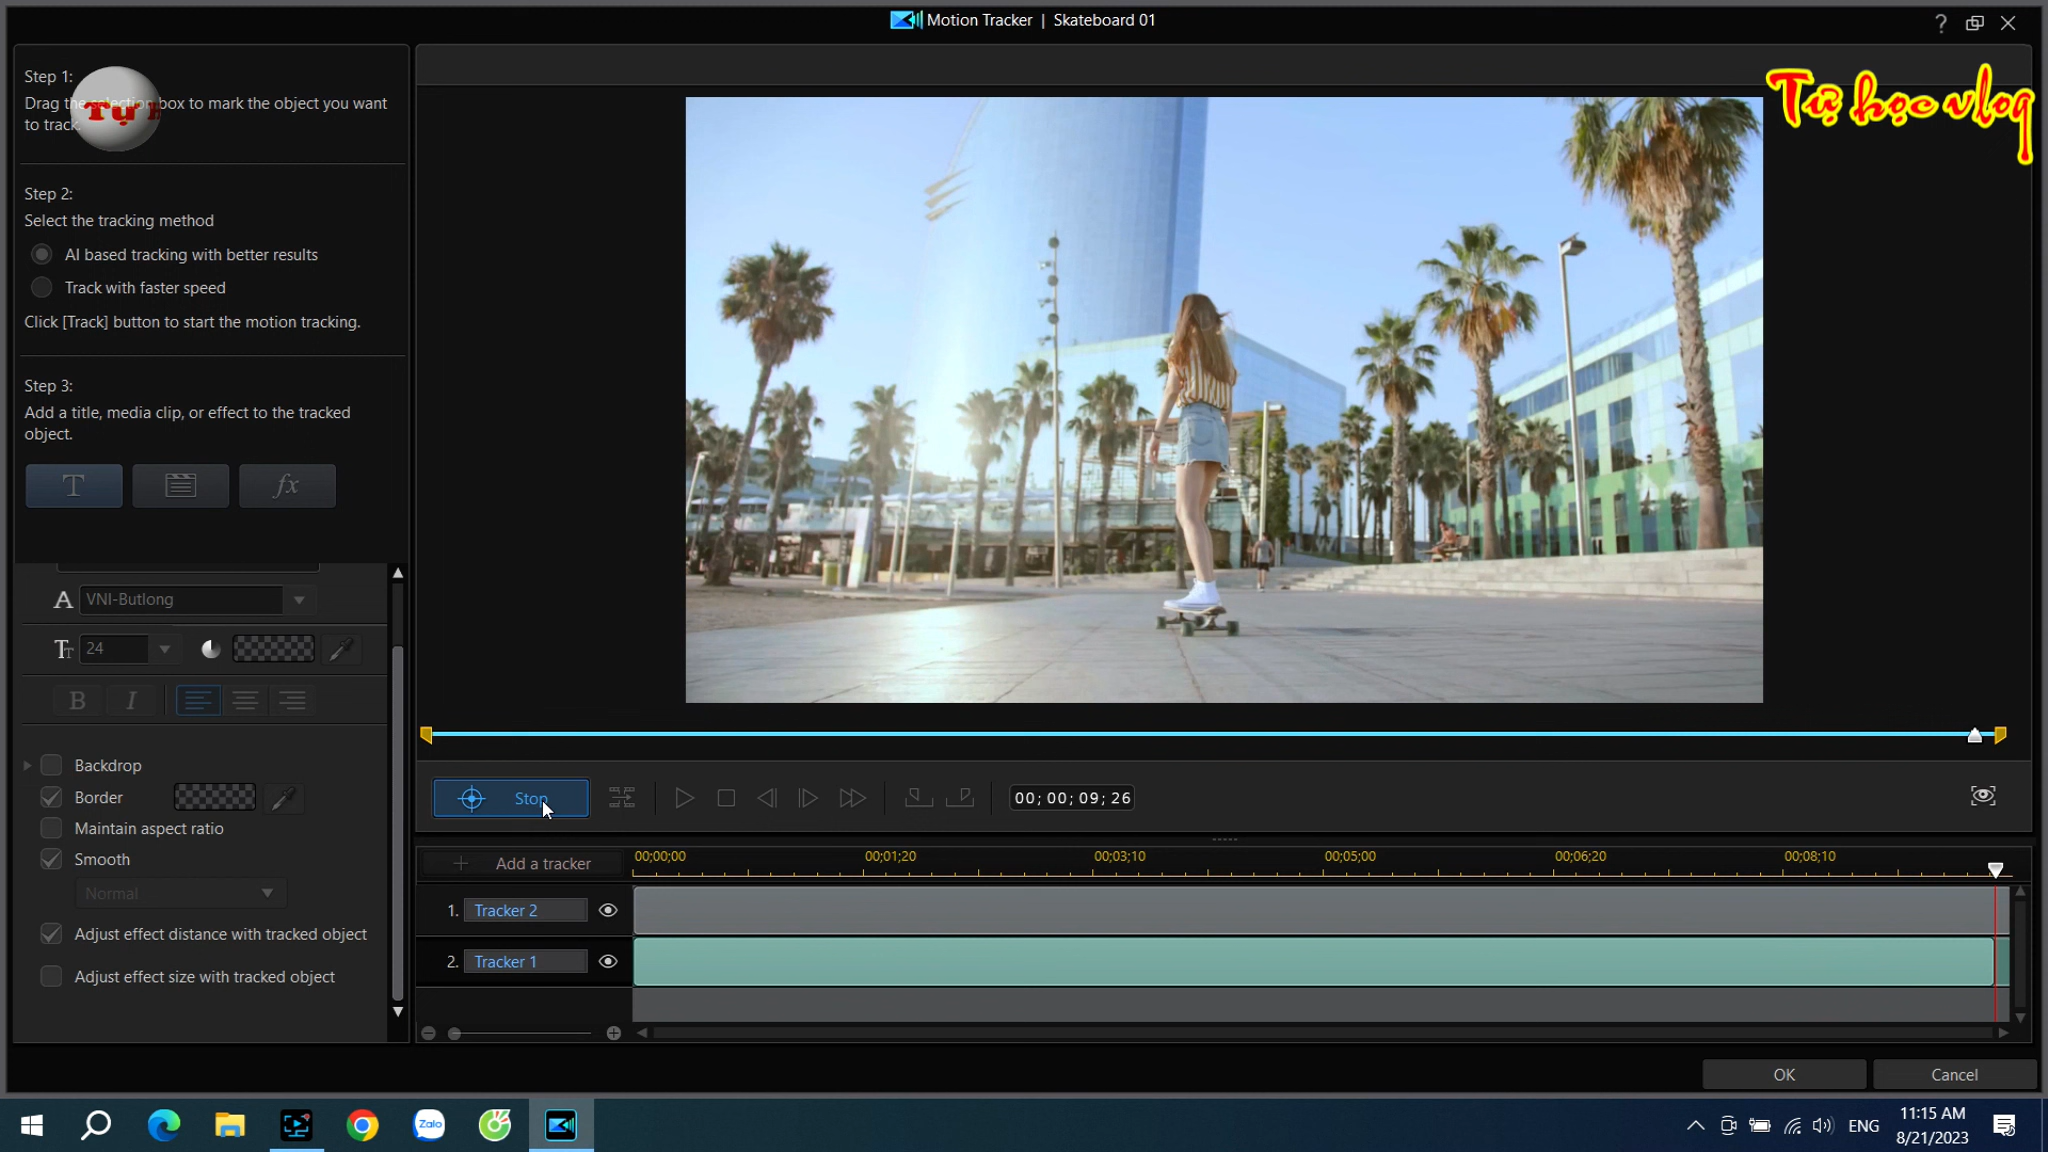 Motion Tracker | Skateboard 01
?
Tự học vlog
Step 1:
Drag the selection box to mark the object you want
to track.
Tự h
Step 2:
Select the tracking method
AI based tracking with better results
Track with faster speed
Click [Track] button to start the motion tracking.
Step 3:
Add a title, media clip, or effect to the tracked
object.
T
fx
A VNI-Butlong
TT 24
B I
Backdrop
Border
Maintain aspect ratio
Smooth
Normal
Adjust effect distance with tracked object
Adjust effect size with tracked object
Stop
00; 00; 09; 26
Add a tracker
00;00;00 00;01;20 00;03;10 00;05;00 00;06;20 00;08;10
1. Tracker 2
2. Tracker 1
OK Cancel
Zalo
ENG
11:15 AM
8/21/2023